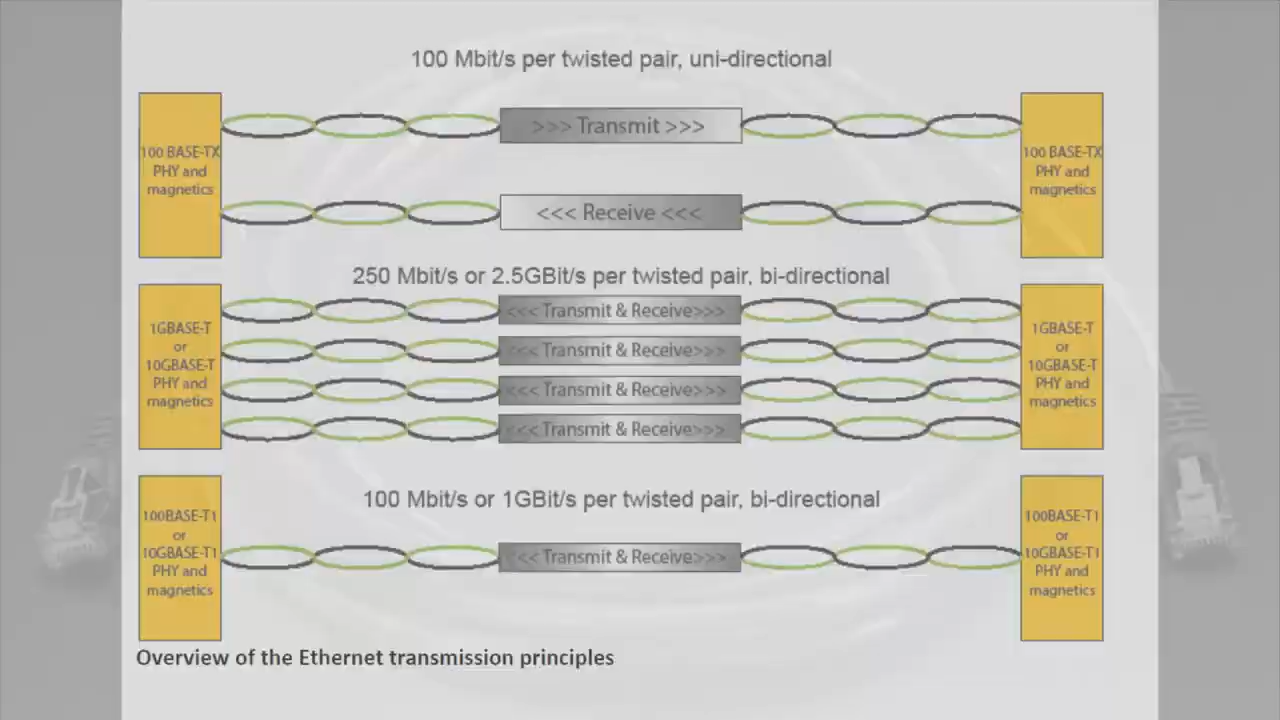 100 Mbit/s per twisted pair, uni-directional
100 BASE-TX
PHY and
magnetics
>>> Transmit >>>
<<< Receive <<<
100 BASE-TX
PHY and
magnetics
250 Mbit/s or 2.5GBit/s per twisted pair, bi-directional
1GBASE-T
or
10GBASE-T
PHY and
magnetics
<<< Transmit & Receive>>>
<<< Transmit & Receive>>>
<<< Transmit & Receive>>>
<<< Transmit & Receive>>>
1GBASE-T
or
10GBASE-T
PHY and
magnetics
100 Mbit/s or 1GBit/s per twisted pair, bi-directional
100BASE-T1
or
10GBASE-T1
PHY and
magnetics
<<< Transmit & Receive>>>
100BASE-T1
or
10GBASE-T1
PHY and
magnetics
Overview of the Ethernet transmission principles